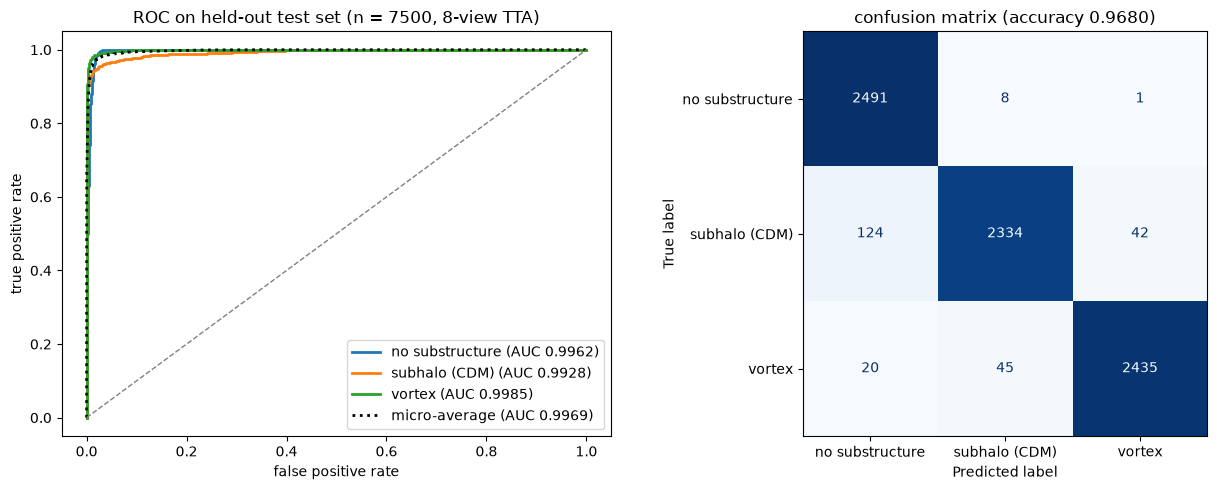 ROC on held-out test set (n = 7500, 8-view TTA)
true positive rate
1.0
0.8
0.6
0.4
0.2
0.0
no substructure (AUC 0.9962)
subhalo (CDM) (AUC 0.9928)
vortex (AUC 0.9985)
micro-average (AUC 0.9969)
0.0 0.2 0.4 0.6 0.8 1.0
false positive rate
confusion matrix (accuracy 0.9680)
True label
no substructure 2491 8 1
subhalo (CDM) 124 2334 42
vortex 20 45 2435
no substructure subhalo (CDM) vortex
Predicted label